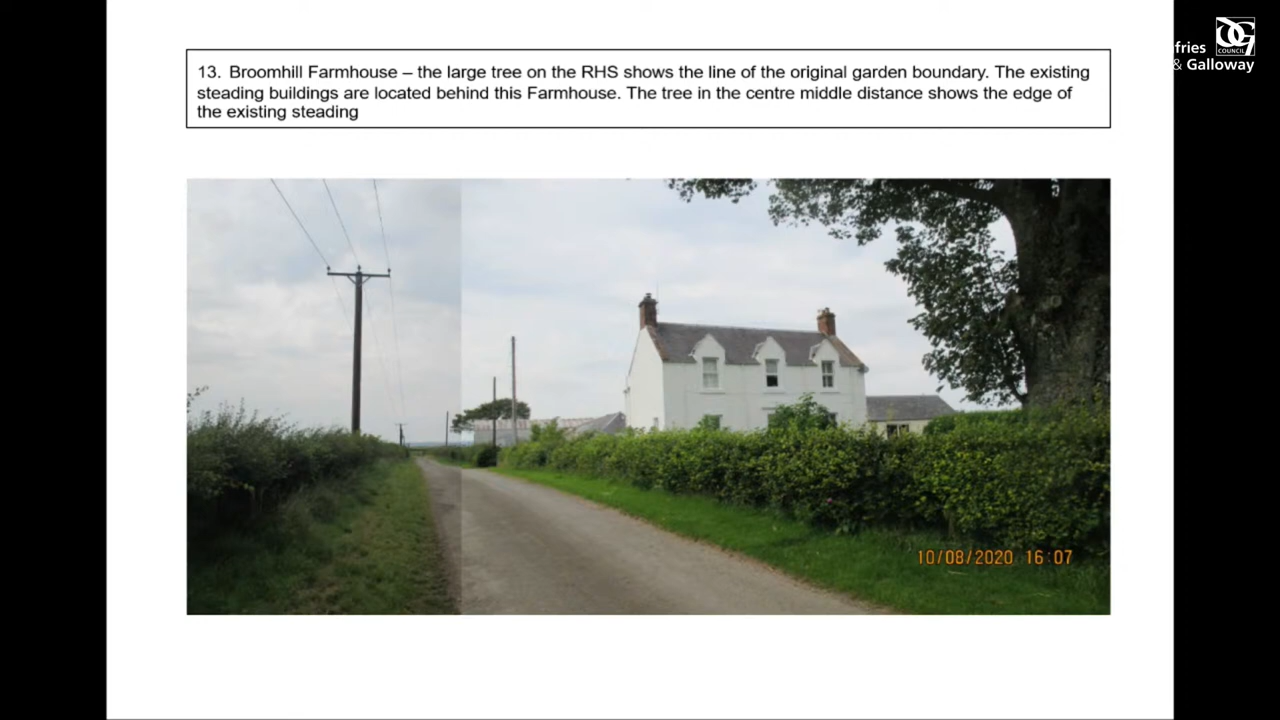 fries
& Galloway
COUNCIL
13. Broomhill Farmhouse – the large tree on the RHS shows the line of the original garden boundary. The existing
steading buildings are located behind this Farmhouse. The tree in the centre middle distance shows the edge of
the existing steading
10/08/2020 16:07